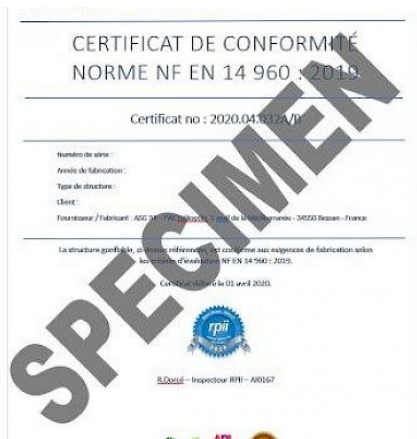 CERTIFICAT DE CONFORMITÉ
NORME NF EN 14 960 : 2019
Certificat no : 2020.04.032A/B
Numéro de série :
Année de fabrication :
Type de structure :
Client :
Fournisseur / Fabricant : ASG 34 - 34550 Bessan - France
La structure gonflable, ci-dessus référencée, est conforme aux exigences de fabrication selon
les critères d'évaluation NF EN 14 960 : 2019.
Certificat délivré le 01 avril 2020.
rpii
R.Dorcé – Inspecteur RPII – AI0167
SPECIMEN